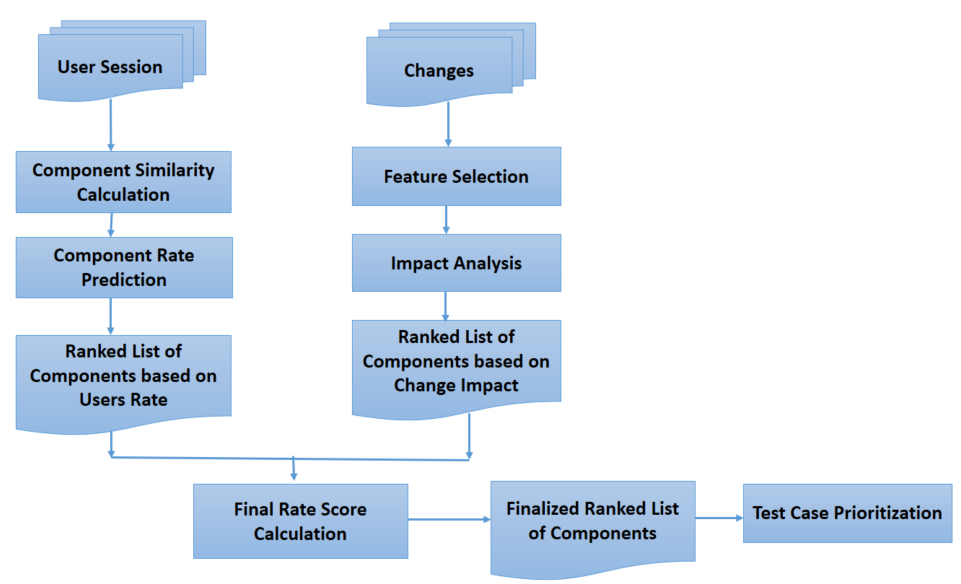 User Session
Changes
Component Similarity
Calculation
Feature Selection
Component Rate
Prediction
Impact Analysis
Ranked List of
Components based on
Users Rate
Ranked List of
Components based on
Change Impact
Final Rate Score
Calculation
Finalized Ranked List
of Components
Test Case Prioritization